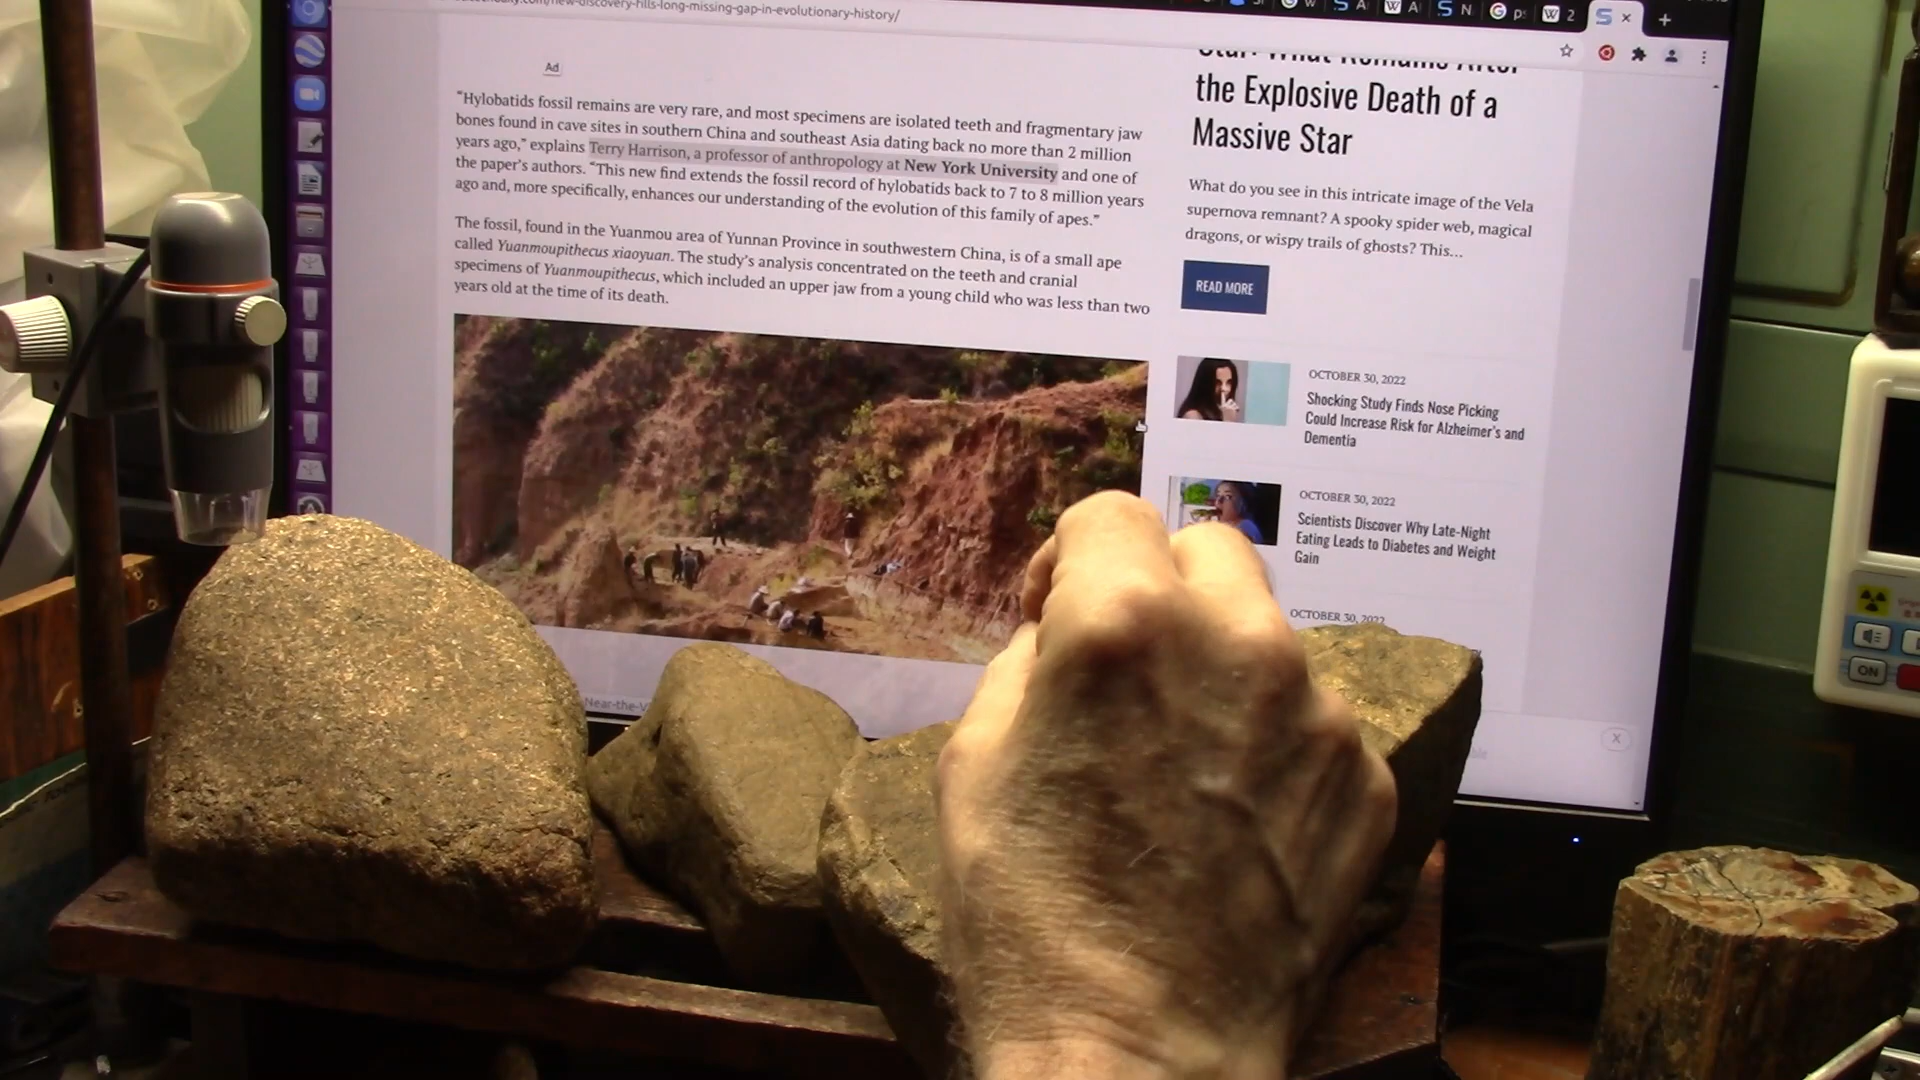 new-discovery-fills-long-missing-gap-in-evolutionary-history/
Ad
“Hylobatids fossil remains are very rare, and most specimens are isolated teeth and fragmentary jaw
bones found in cave sites in southern China and southeast Asia dating back no more than 2 million
years ago,” explains Terry Harrison, a professor of anthropology at New York University and one of
the paper's authors. “This new find extends the fossil record of hylobatids back to 7 to 8 million years
ago and, more specifically, enhances our understanding of the evolution of this family of apes.”
The fossil, found in the Yuanmou area of Yunnan Province in southwestern China, is of a small ape
called Yuanmoupithecus xiaoyuan. The study's analysis concentrated on the teeth and cranial
specimens of Yuanmoupithecus, which included an upper jaw from a young child who was less than two
years old at the time of its death.
Near-the-
Star: What Remains After
the Explosive Death of a
Massive Star
What do you see in this intricate image of the Vela
supernova remnant? A spooky spider web, magical
dragons, or wispy trails of ghosts? This...
READ MORE
OCTOBER 30, 2022
Shocking Study Finds Nose Picking
Could Increase Risk for Alzheimer's and
Dementia
OCTOBER 30, 2022
Scientists Discover Why Late-Night
Eating Leads to Diabetes and Weight
Gain
OCTOBER 30, 2022
X
ON